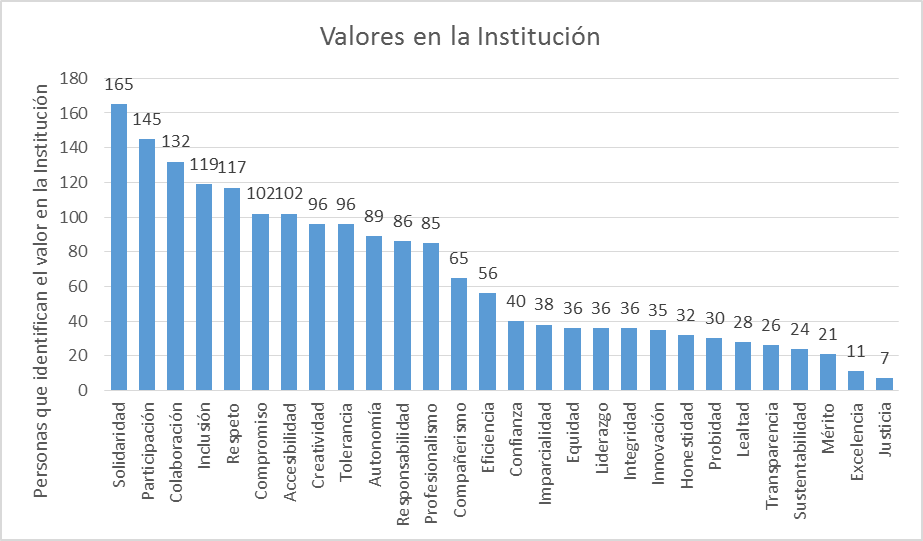 Valores en la Institución
Personas que identifican el valor en la Institución
180
160
140
120
100
80
60
40
20
0
165
145
132
119
117
102
102
96
96
89
86
85
65
56
40
38
36
36
36
35
32
30
28
26
24
21
11
7
Solidaridad
Participación
Colaboración
Inclusión
Respeto
Compromiso
Accesibilidad
Creatividad
Tolerancia
Autonomía
Responsabilidad
Profesionalismo
Compañerismo
Eficiencia
Confianza
Imparcialidad
Equidad
Liderazgo
Integridad
Innovación
Honestidad
Probidad
Lealtad
Transparencia
Sustentabilidad
Mérito
Excelencia
Justicia